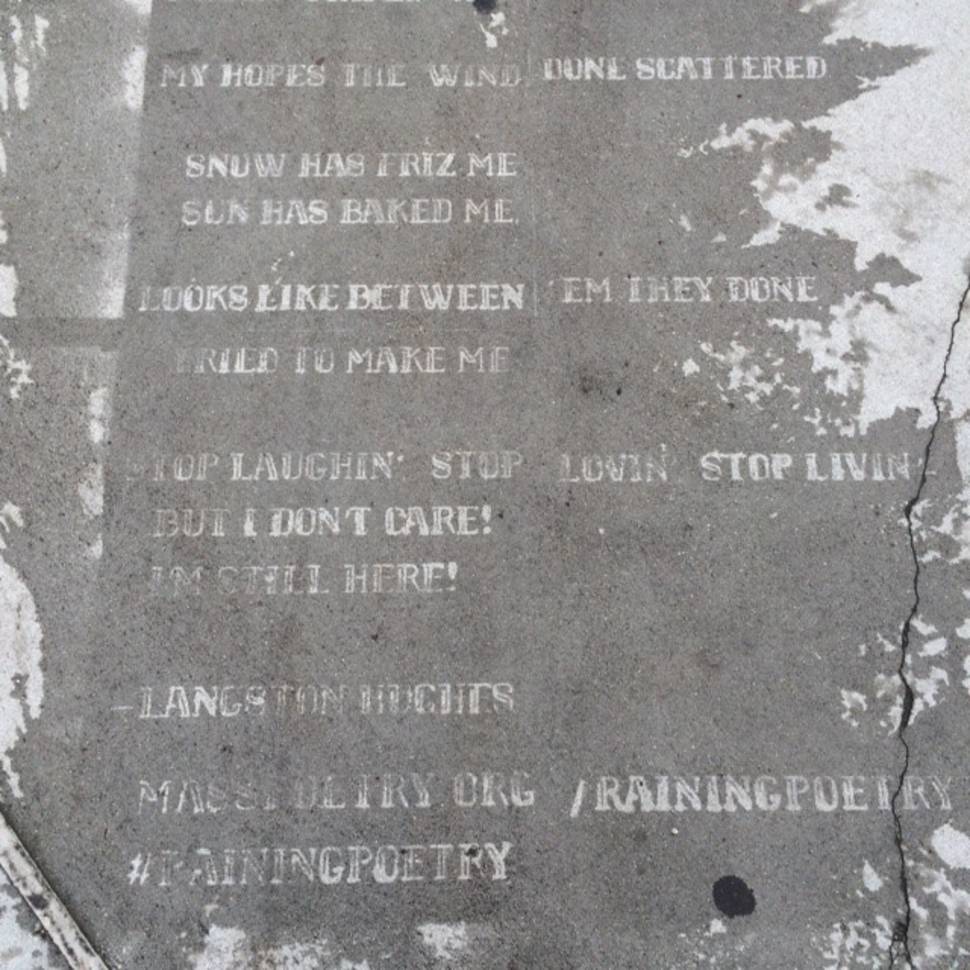 MY HOPES THE WIND DONE SCATTERED
SNOW HAS FRIZ ME
SUN HAS BAKED ME
LOOKS LIKE BETWEEN 'EM THEY DONE
TRIED TO MAKE ME
STOP LAUGHIN' STOP LOVIN' STOP LIVIN-
BUT I DON'T CARE!
I'M STILL HERE!
-LANGSTON HUGHES
MASSPOETRY.ORG/RAININGPOETRY
#RAININGPOETRY